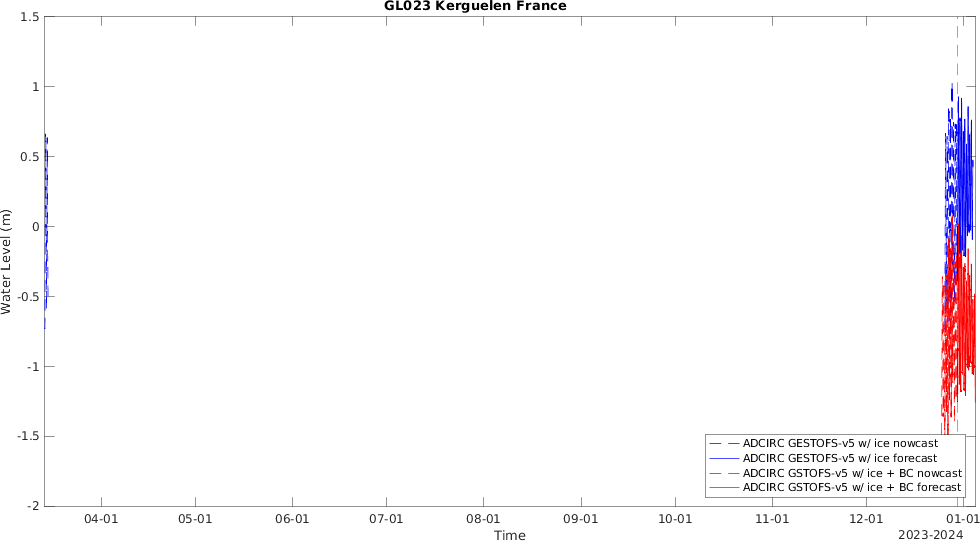 GL023 Kerguelen France
Water Level (m)
1.5
1
0.5
0
-0.5
-1
-1.5
-2
ADCIRC GESTOFS-v5 w/ ice nowcast
ADCIRC GESTOFS-v5 w/ ice forecast
ADCIRC GSTOFS-v5 w/ ice + BC nowcast
ADCIRC GSTOFS-v5 w/ ice + BC forecast
04-01 05-01 06-01 07-01 08-01 09-01 10-01 11-01 12-01 01-01
Time
2023-2024